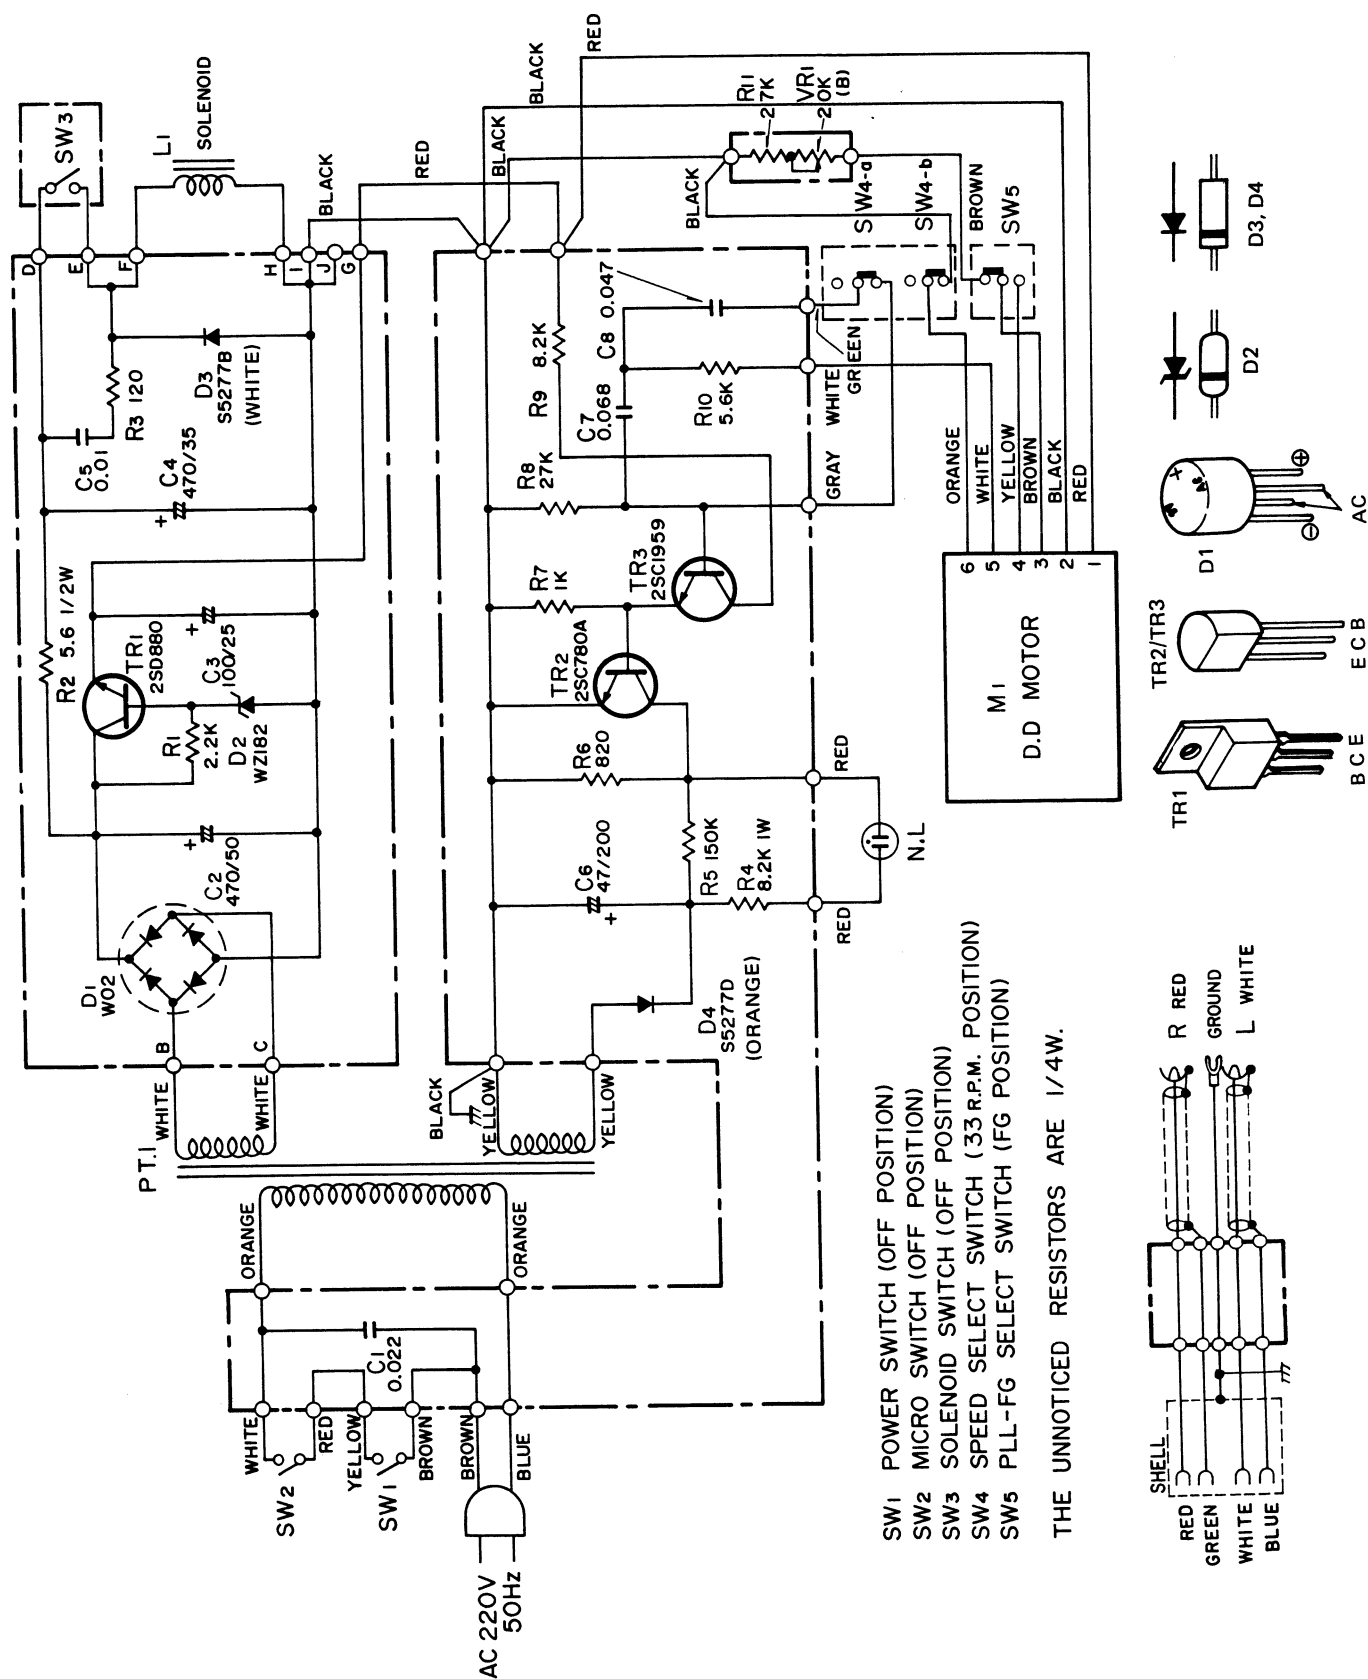 AC 220V
50Hz
SW2
SW1
WHITE
RED
YELLOW
BROWN
BROWN
BLUE
C1
0.022
ORANGE
ORANGE
P T.1
WHITE
WHITE
B
C
BLACK
YELLOW
YELLOW
D1
W02
C2
470/50
R1
2.2K
D2
WZ182
TR1
2SD880
C3
100/25
R2 5.6 1/2W
C4
470/35
C5
0.01
R3 120
D3
S5277B
(WHITE)
D
E
F
H
I
J
G
SW3
L1
SOLENOID
BLACK
RED
BLACK
BLACK
RED
D4
S5277D
(ORANGE)
C6
47/200
R5 150K
R4
8.2K 1W
R6
820
RED
RED
N.L
TR2
2SC780A
R7
1K
TR3
2SC1959
R8
27K
R9 8.2K
C7
0.068
C8 0.047
R10
5.6K
GRAY
WHITE
GREEN
BLACK
R11
27K
VR1
20K
(B)
SW4-a
SW4-b
BROWN
SW5
ORANGE
WHITE
YELLOW
BROWN
BLACK
RED
6
5
4
3
2
1
M1
D.D MOTOR
SW1 POWER SWITCH (OFF POSITION)
SW2 MICRO SWITCH (OFF POSITION)
SW3 SOLENOID SWITCH (OFF POSITION)
SW4 SPEED SELECT SWITCH (33 R.P.M. POSITION)
SW5 PLL-FG SELECT SWITCH (FG POSITION)
THE UNNOTICED RESISTORS ARE 1/4W.
SHELL
RED
GREEN
WHITE
BLUE
R RED
GROUND
L WHITE
TR1
B C E
TR2/TR3
E C B
D1
AC
D2
D3, D4